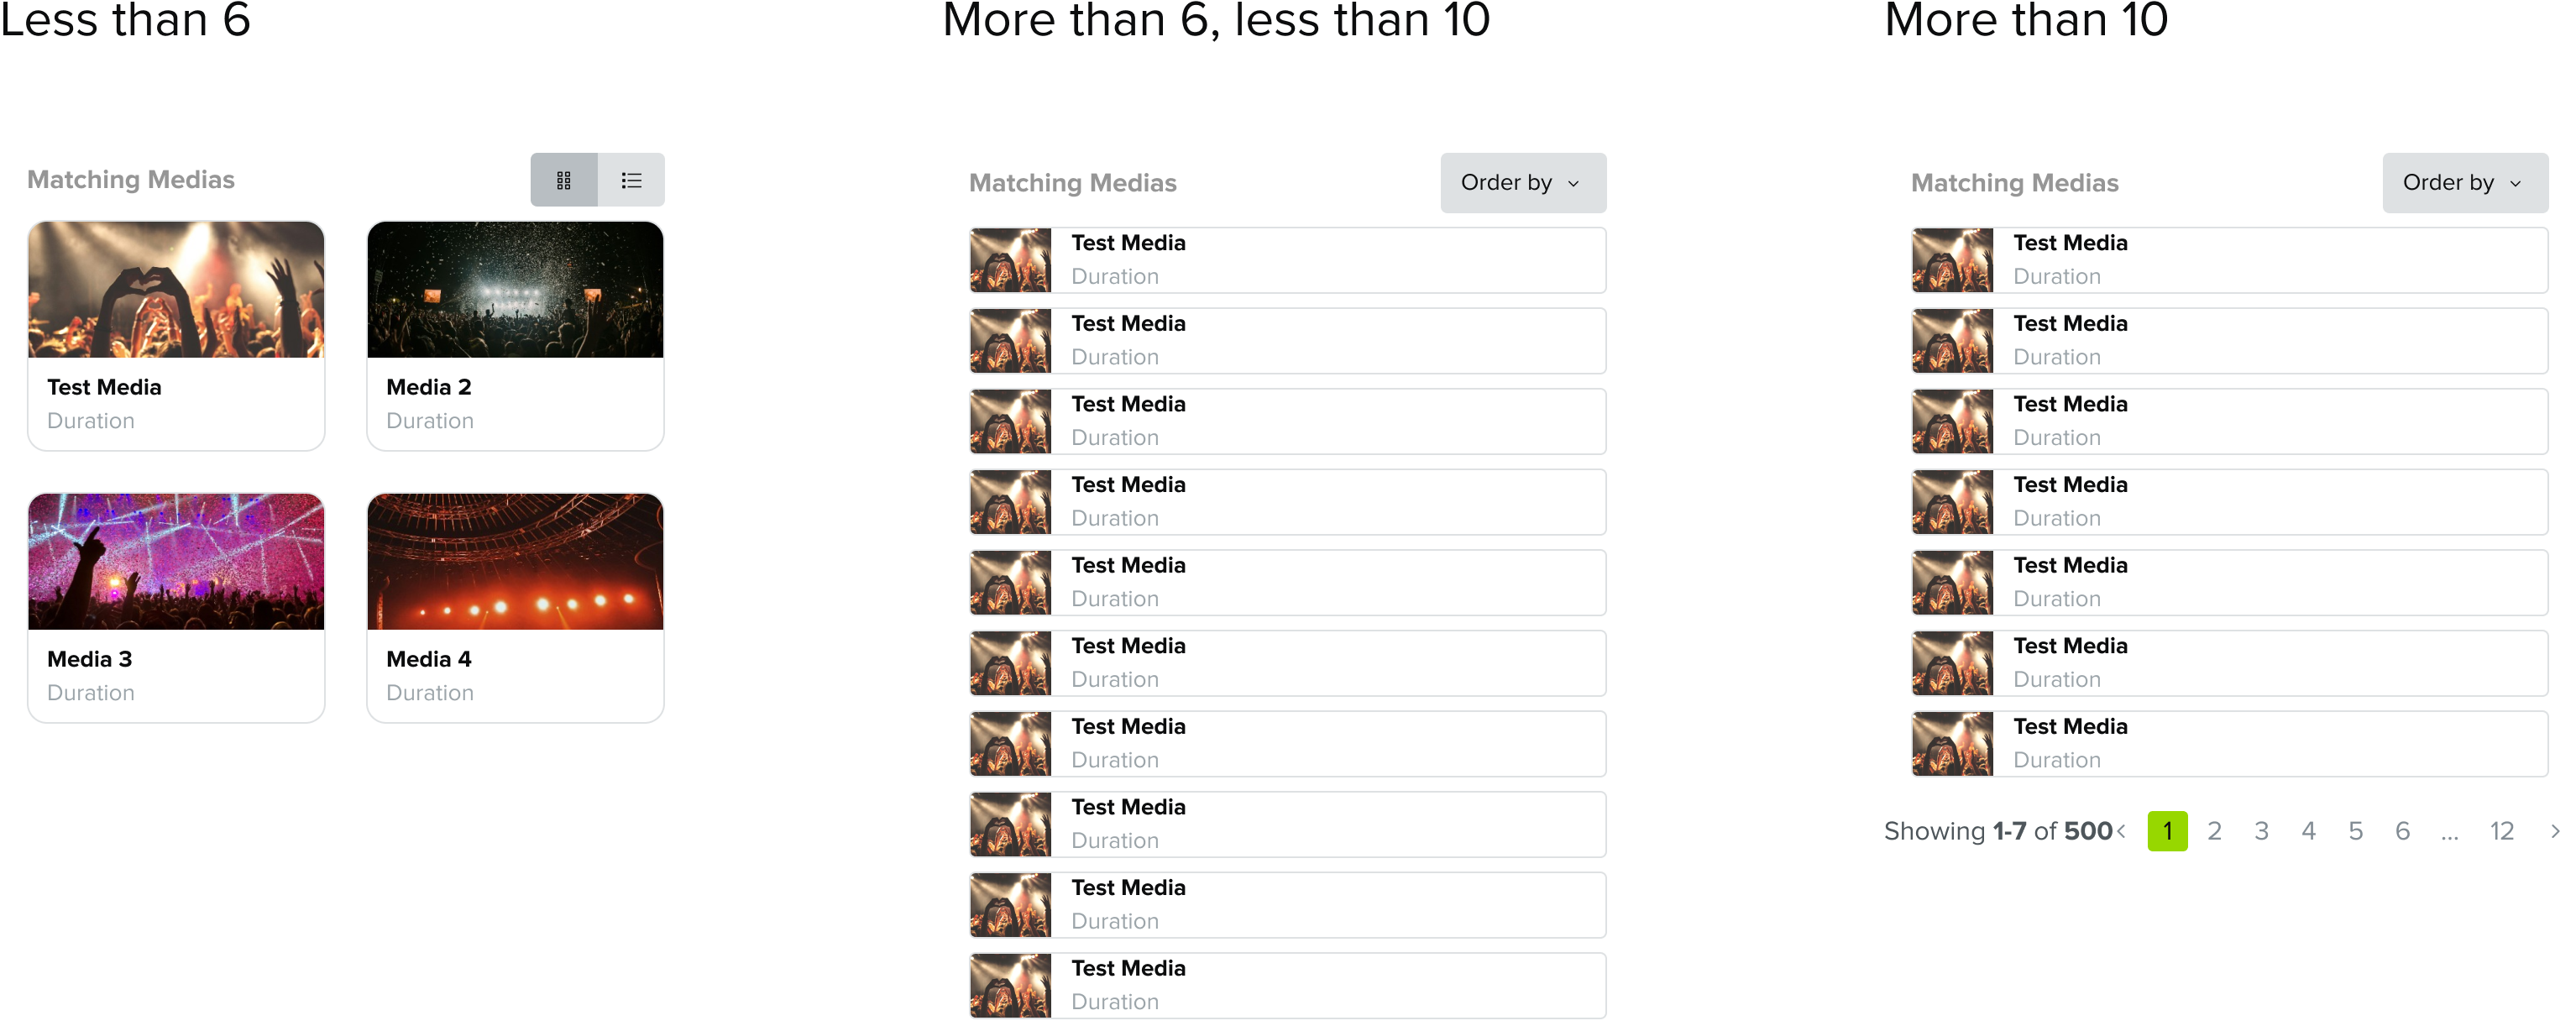 Less than 6
Matching Medias
Test Media
Duration
Media 2
Duration
Media 3
Duration
Media 4
Duration
More than 6, less than 10
Matching Medias
Order by
Test Media
Duration
Test Media
Duration
Test Media
Duration
Test Media
Duration
Test Media
Duration
Test Media
Duration
Test Media
Duration
Test Media
Duration
Test Media
Duration
Test Media
Duration
More than 10
Matching Medias
Order by
Test Media
Duration
Test Media
Duration
Test Media
Duration
Test Media
Duration
Test Media
Duration
Test Media
Duration
Test Media
Duration
Showing 1-7 of 500 1 2 3 4 5 6 ... 12